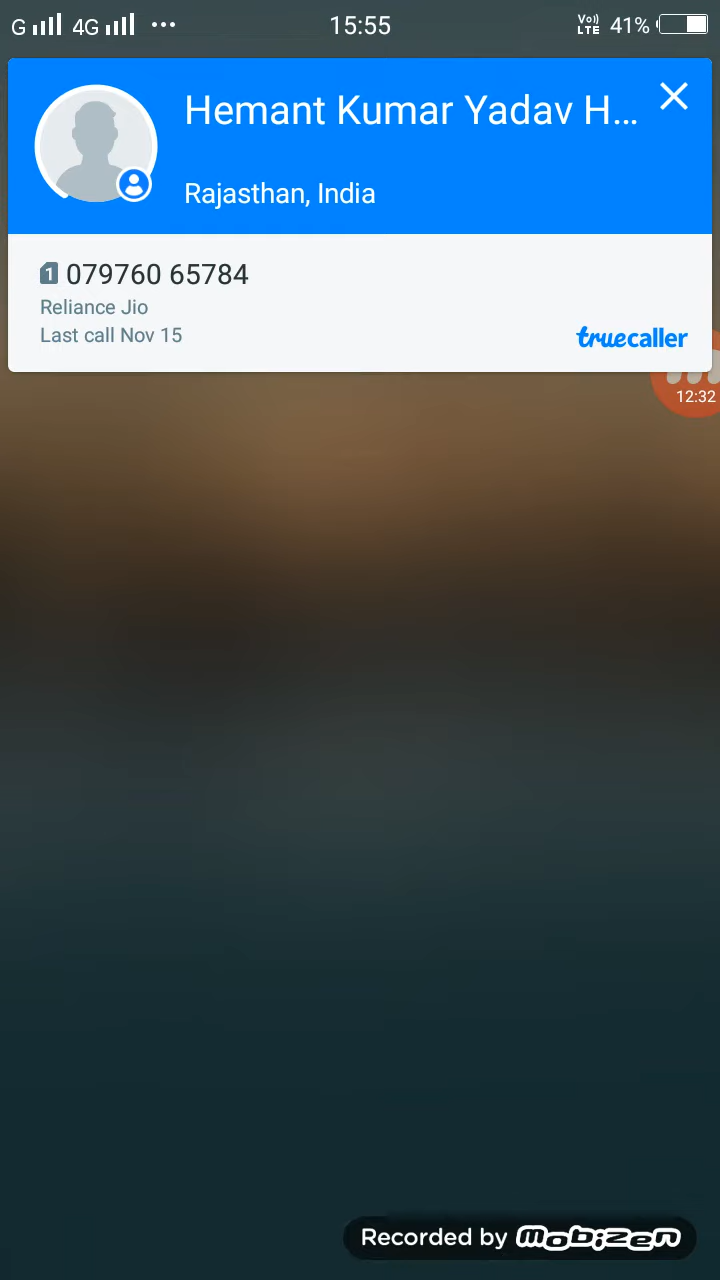 G 4G ... 15:55 Vo)) LTE 41%
Hemant Kumar Yadav H...
Rajasthan, India
1 079760 65784
Reliance Jio
Last call Nov 15
truecaller
12:32
Recorded by mobizen